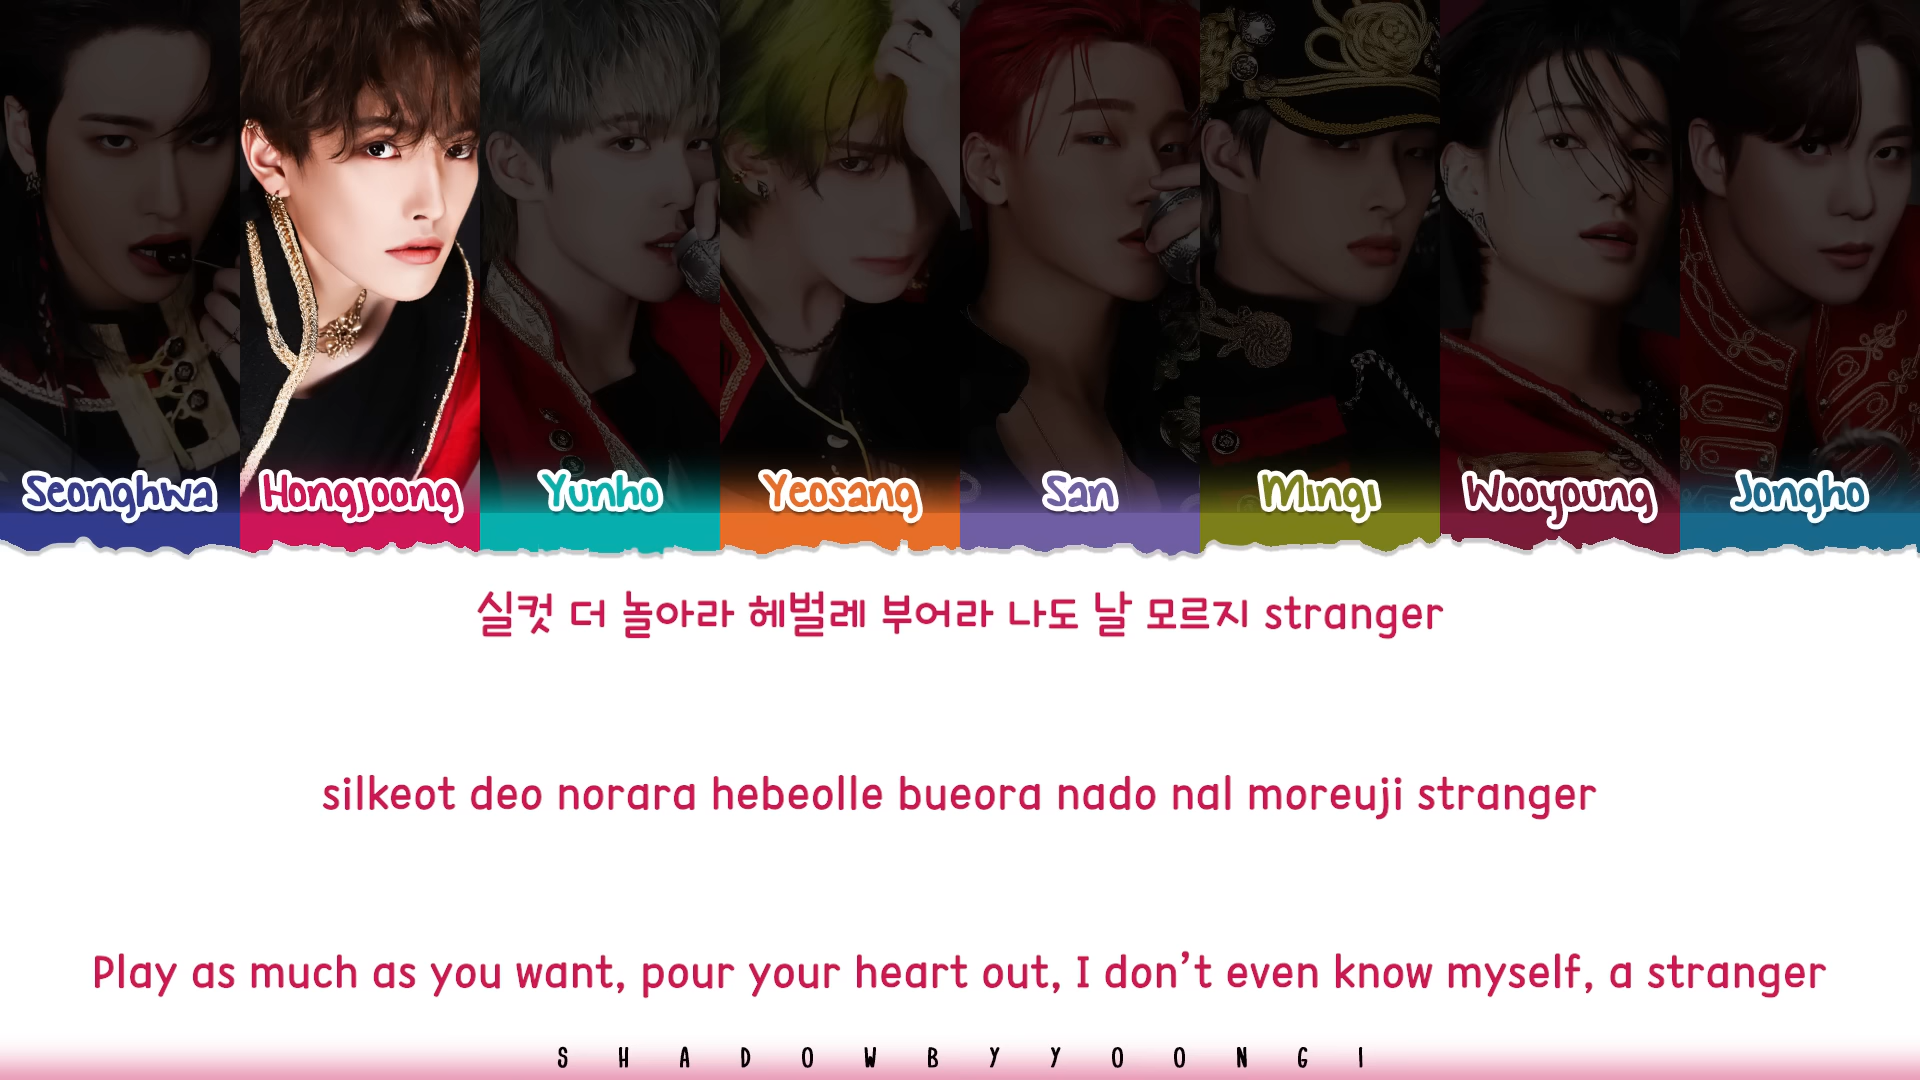 Seonghwa Hongjoong Yunho Yeosang San Mingi Wooyoung Jongho
실컷 더 놀아라 헤벌레 부어라 나도 날 모르지 stranger
silkeot deo norara hebeolle bueora nado nal moreuji stranger
Play as much as you want, pour your heart out, I don’t even know myself, a stranger
SHADOWBYYOONGI